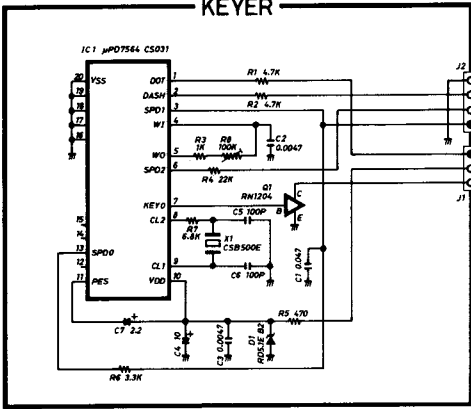 KEYER
IC1 μPD7564 CS031
20
VSS
19
18
17
16
15
14
13
SPD0
12
11
PES
DOT
1
DASH
2
SPD1
3
WI
4
WO
5
SPD2
6
KEYO
7
CL2
8
CL1
9
VDD
10
R1 4.7K
R2 4.7K
R3
1K
R8
100K
C2
0.0047
R4 22K
Q1
RN1204
B
C
E
R7
6.8K
C5 100P
X1
CSB500E
C6 100P
C1 0.047
R5 470
C7 2.2
C4 10
C3 0.0047
D1
RD5.1E B2
R6 3.3K
J2
J1